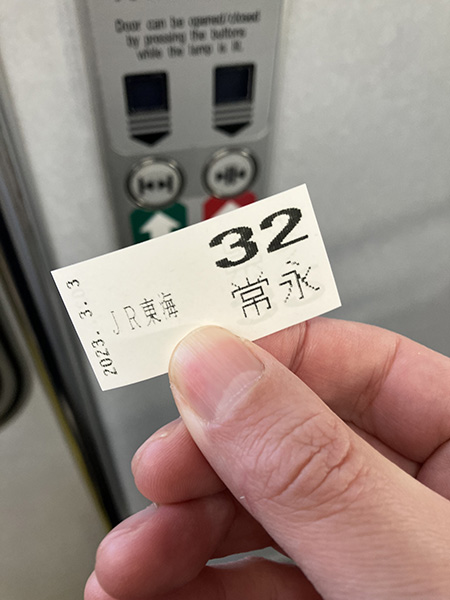 Door can be opened/closed
by pressing the buttons
while the lamp is lit.
32
常永
JR東海
2023.-3.03